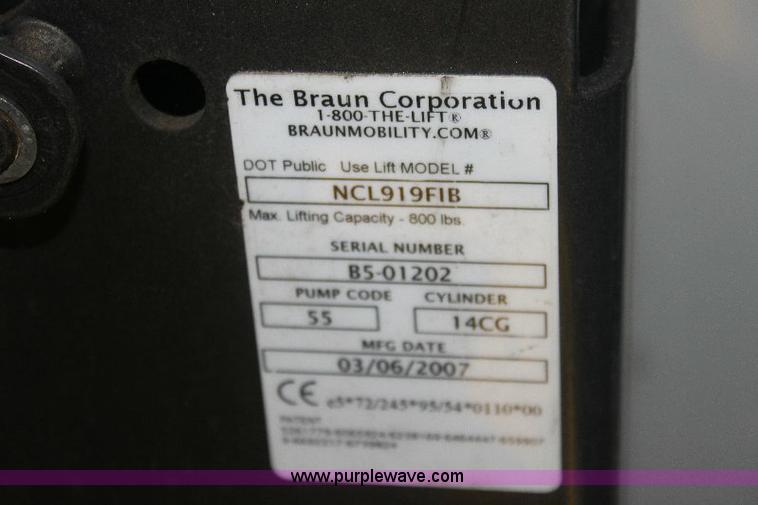 The Braun Corporation
1-800-THE-LIFT®
BRAUNMOBILITY.COM®
DOT Public Use Lift MODEL #
NCL919FIB
Max. Lifting Capacity - 800 lbs.
SERIAL NUMBER
B5-01202
PUMP CODE CYLINDER
55 14CG
MFG DATE
03/06/2007
CE e5*72/245*95/54*0110*00
PATENT
www.purplewave.com